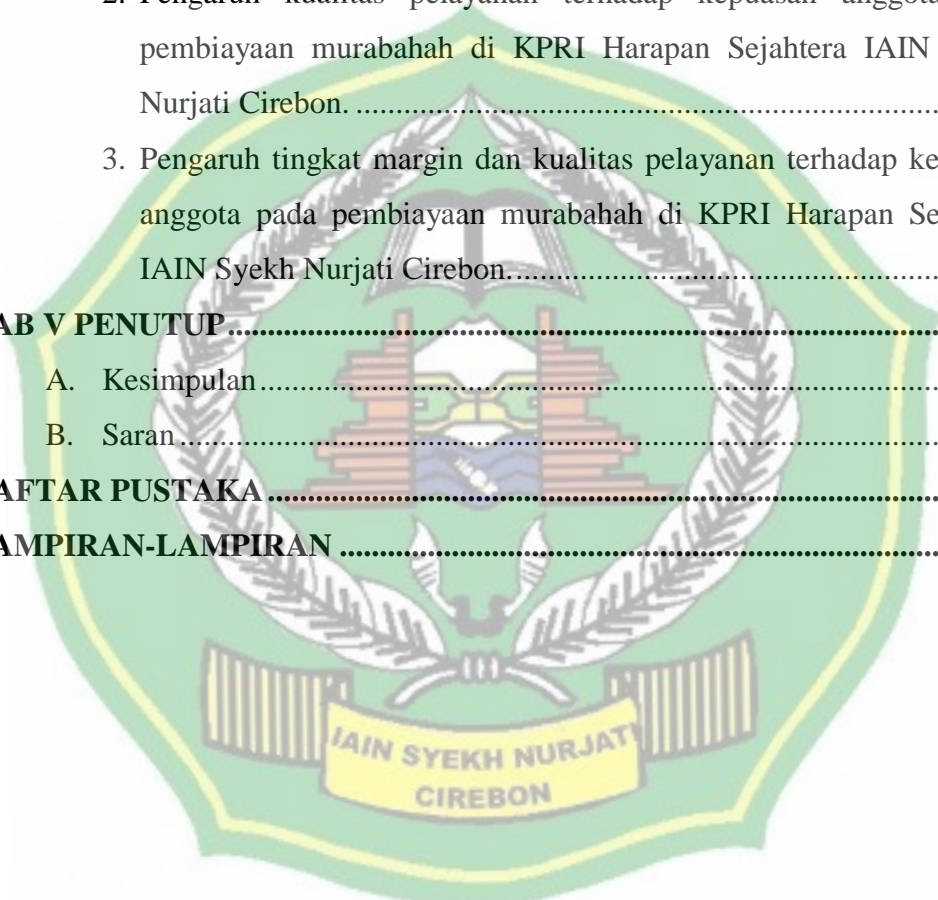 2. Pengaruh kualitas pelayanan terhadap kepuasan anggota
pembiayaan murabahah di KPRI Harapan Sejahtera IAIN
Nurjati Cirebon. ................................................................
3. Pengaruh tingkat margin dan kualitas pelayanan terhadap ke
anggota pada pembiayaan murabahah di KPRI Harapan Se
IAIN Syekh Nurjati Cirebon. ................................................
AB V PENUTUP ................................................................
A. Kesimpulan ................................................................
B. Saran ................................................................
AFTAR PUSTAKA ................................................................
AMPIRAN-LAMPIRAN ................................................................
IAIN SYEKH NURJATI
CIREBON